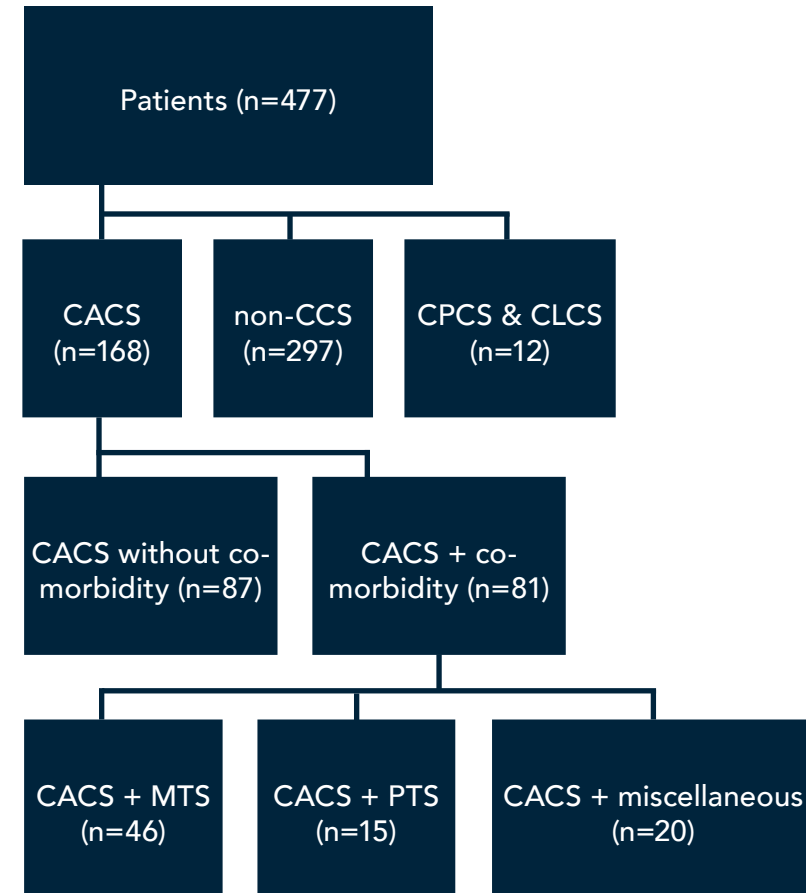 Patients (n=477)
CACS
(n=168)
non-CCS
(n=297)
CPCS & CLCS
(n=12)
CACS without co-
morbidity (n=87)
CACS + co-
morbidity (n=81)
CACS + MTS
(n=46)
CACS + PTS
(n=15)
CACS + miscellaneous
(n=20)